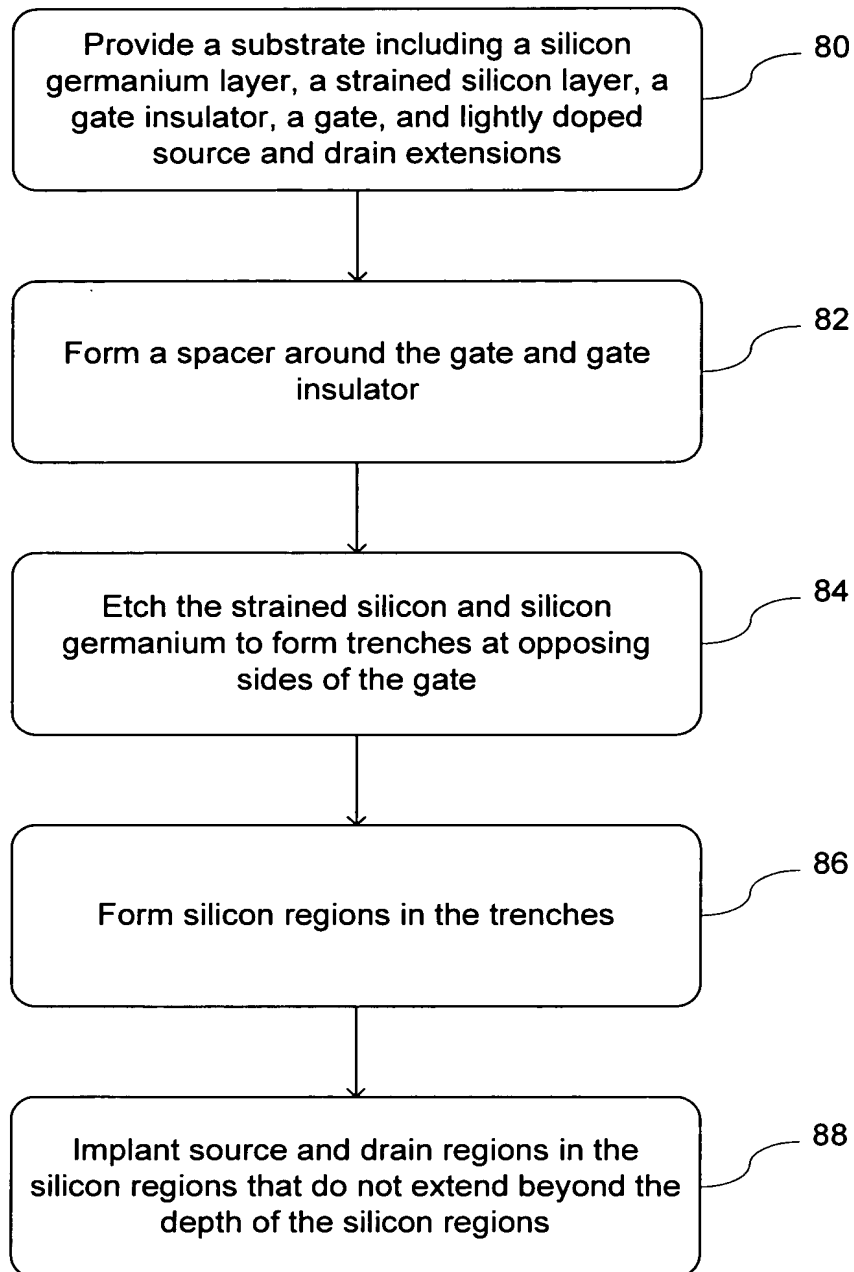 Provide a substrate including a silicon
germanium layer, a strained silicon layer, a
gate insulator, a gate, and lightly doped
source and drain extensions
80
Form a spacer around the gate and gate
insulator
82
Etch the strained silicon and silicon
germanium to form trenches at opposing
sides of the gate
84
Form silicon regions in the trenches
86
Implant source and drain regions in the
silicon regions that do not extend beyond the
depth of the silicon regions
88